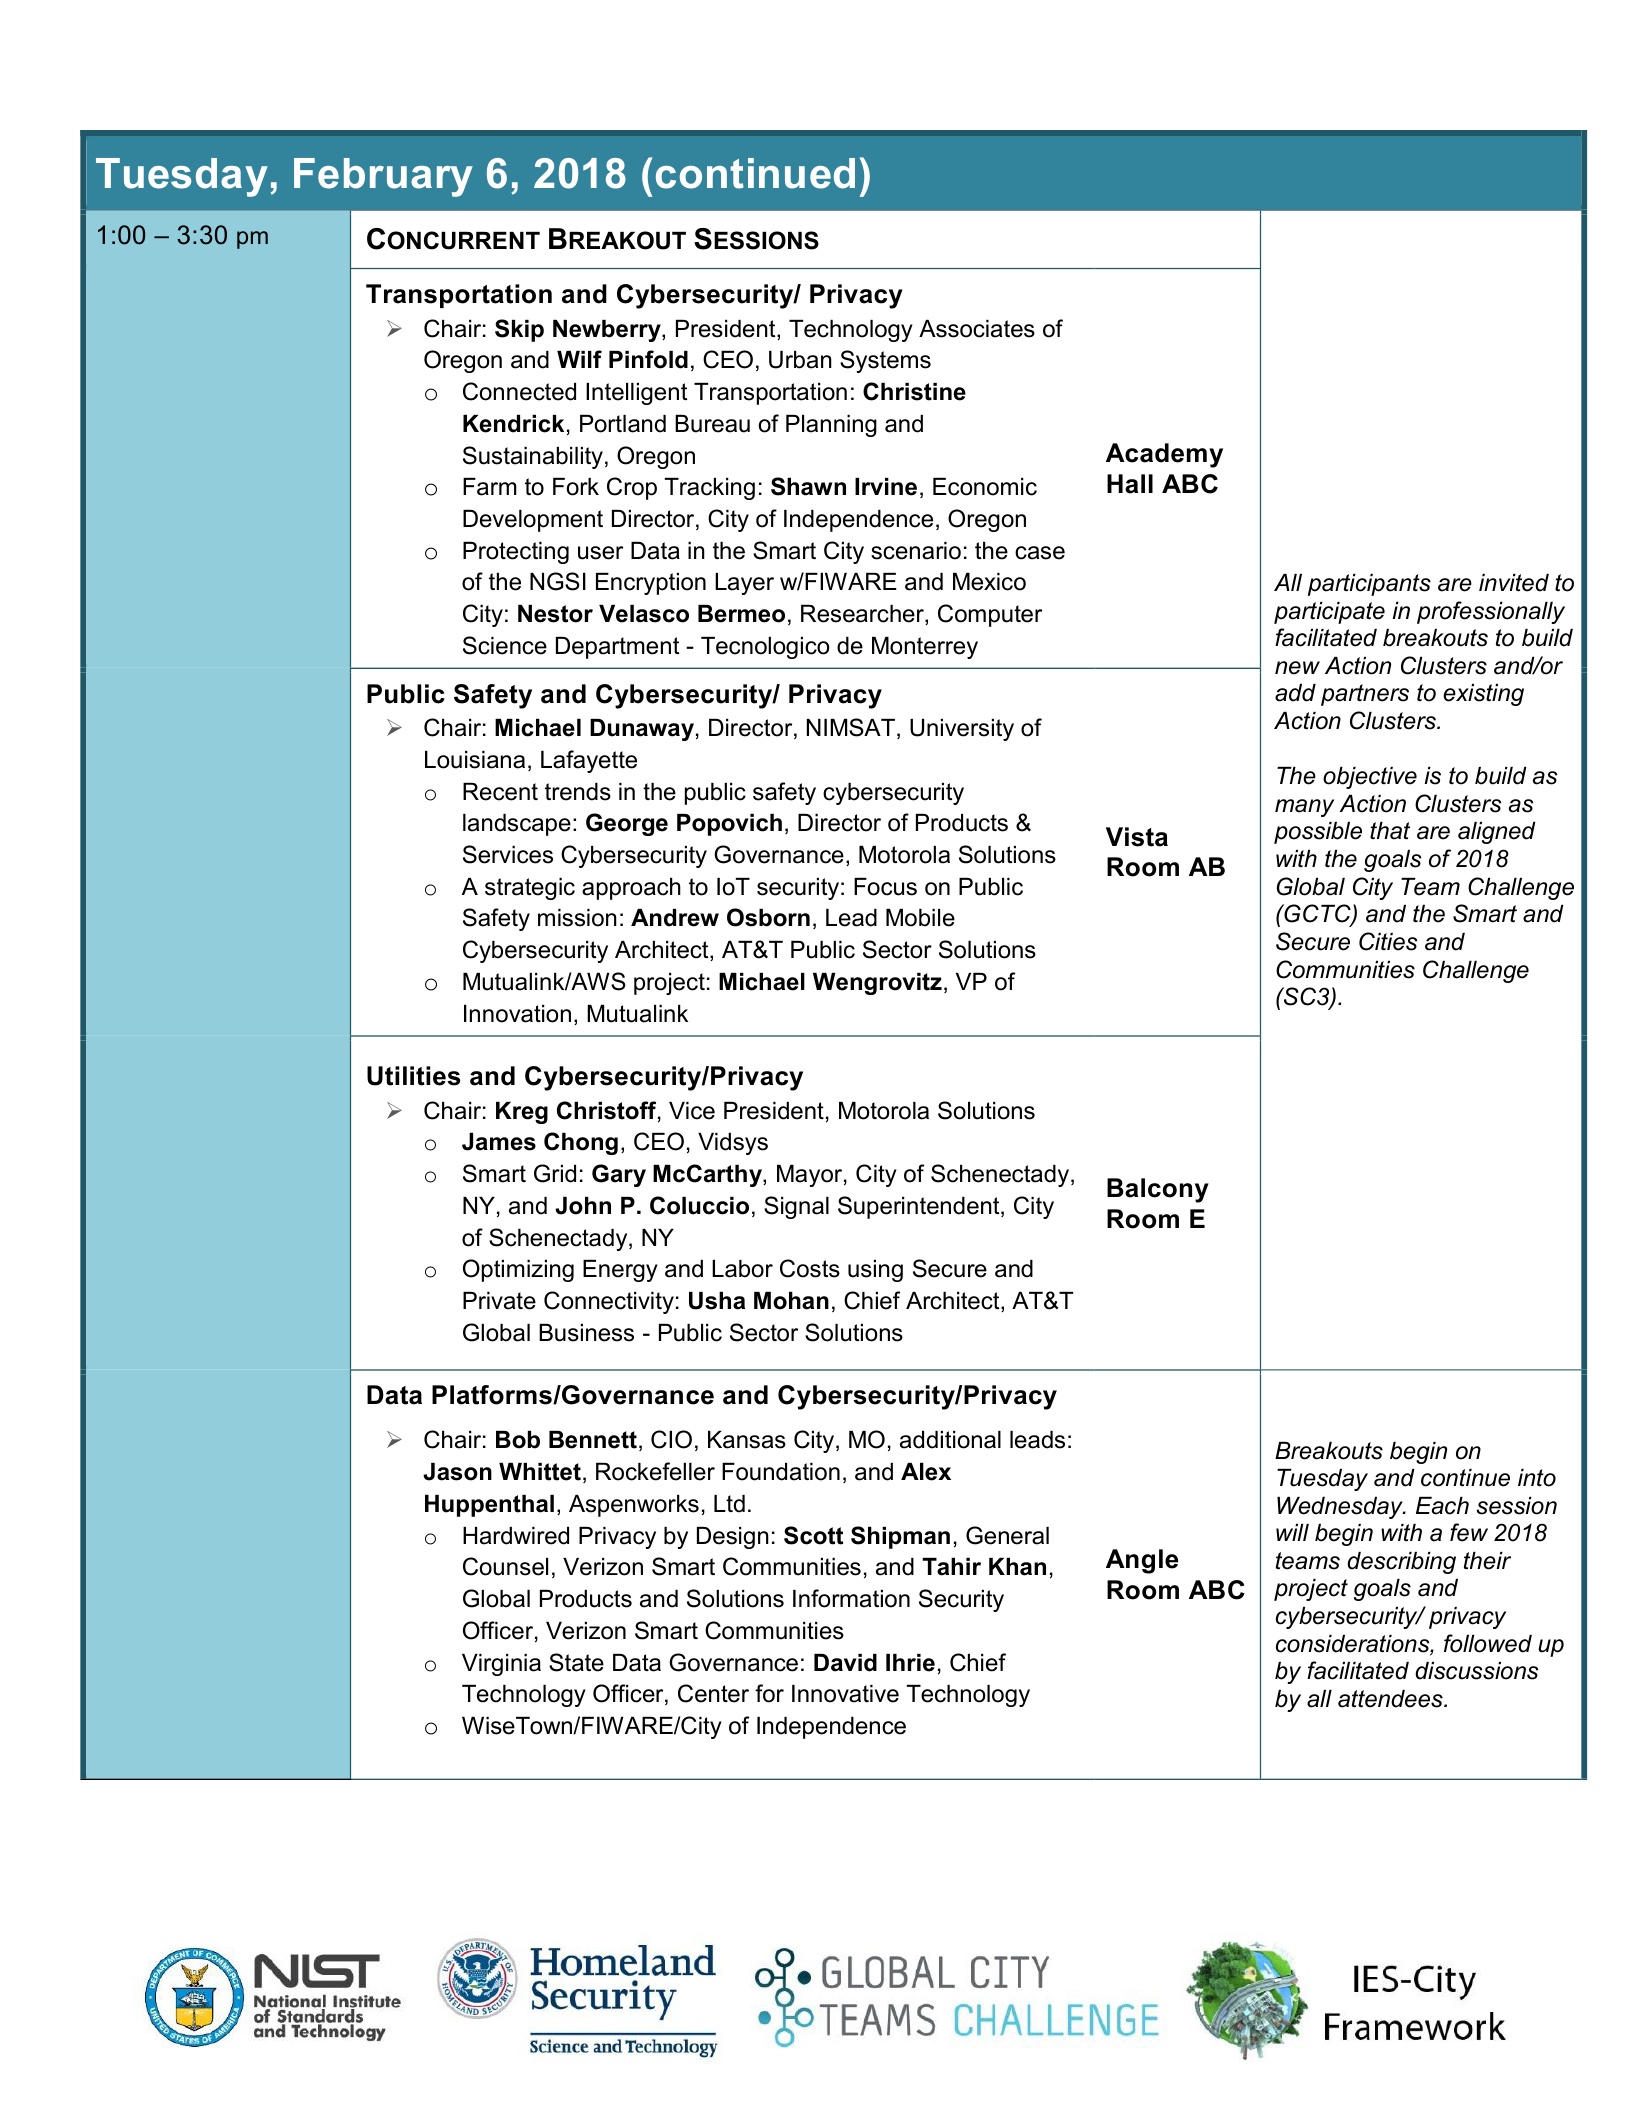 Tuesday, February 6, 2018 (continued)
1:00 – 3:30 pm
CONCURRENT BREAKOUT SESSIONS
Transportation and Cybersecurity/ Privacy
➢ Chair: Skip Newberry, President, Technology Associates of
Oregon and Wilf Pinfold, CEO, Urban Systems
o Connected Intelligent Transportation: Christine
Kendrick, Portland Bureau of Planning and
Sustainability, Oregon
o Farm to Fork Crop Tracking: Shawn Irvine, Economic
Development Director, City of Independence, Oregon
o Protecting user Data in the Smart City scenario: the case
of the NGSI Encryption Layer w/FIWARE and Mexico
City: Nestor Velasco Bermeo, Researcher, Computer
Science Department - Tecnologico de Monterrey
Academy
Hall ABC
Public Safety and Cybersecurity/ Privacy
➢ Chair: Michael Dunaway, Director, NIMSAT, University of
Louisiana, Lafayette
o Recent trends in the public safety cybersecurity
landscape: George Popovich, Director of Products &
Services Cybersecurity Governance, Motorola Solutions
o A strategic approach to IoT security: Focus on Public
Safety mission: Andrew Osborn, Lead Mobile
Cybersecurity Architect, AT&T Public Sector Solutions
o Mutualink/AWS project: Michael Wengrovitz, VP of
Innovation, Mutualink
Vista
Room AB
Utilities and Cybersecurity/Privacy
➢ Chair: Kreg Christoff, Vice President, Motorola Solutions
o James Chong, CEO, Vidsys
o Smart Grid: Gary McCarthy, Mayor, City of Schenectady,
NY, and John P. Coluccio, Signal Superintendent, City
of Schenectady, NY
o Optimizing Energy and Labor Costs using Secure and
Private Connectivity: Usha Mohan, Chief Architect, AT&T
Global Business - Public Sector Solutions
Balcony
Room E
All participants are invited to
participate in professionally
facilitated breakouts to build
new Action Clusters and/or
add partners to existing
Action Clusters.
The objective is to build as
many Action Clusters as
possible that are aligned
with the goals of 2018
Global City Team Challenge
(GCTC) and the Smart and
Secure Cities and
Communities Challenge
(SC3).
Data Platforms/Governance and Cybersecurity/Privacy
➢ Chair: Bob Bennett, CIO, Kansas City, MO, additional leads:
Jason Whittet, Rockefeller Foundation, and Alex
Huppenthal, Aspenworks, Ltd.
o Hardwired Privacy by Design: Scott Shipman, General
Counsel, Verizon Smart Communities, and Tahir Khan,
Global Products and Solutions Information Security
Officer, Verizon Smart Communities
o Virginia State Data Governance: David Ihrie, Chief
Technology Officer, Center for Innovative Technology
o WiseTown/FIWARE/City of Independence
Angle
Room ABC
Breakouts begin on
Tuesday and continue into
Wednesday. Each session
will begin with a few 2018
teams describing their
project goals and
cybersecurity/ privacy
considerations, followed up
by facilitated discussions
by all attendees.
DEPARTMENT OF COMMERCE
UNITED STATES OF AMERICA
NIST
National Institute
of Standards
and Technology
U.S. DEPARTMENT OF
HOMELAND SECURITY
Homeland
Security
Science and Technology
GLOBAL CITY
TEAMS CHALLENGE
IES-City
Framework